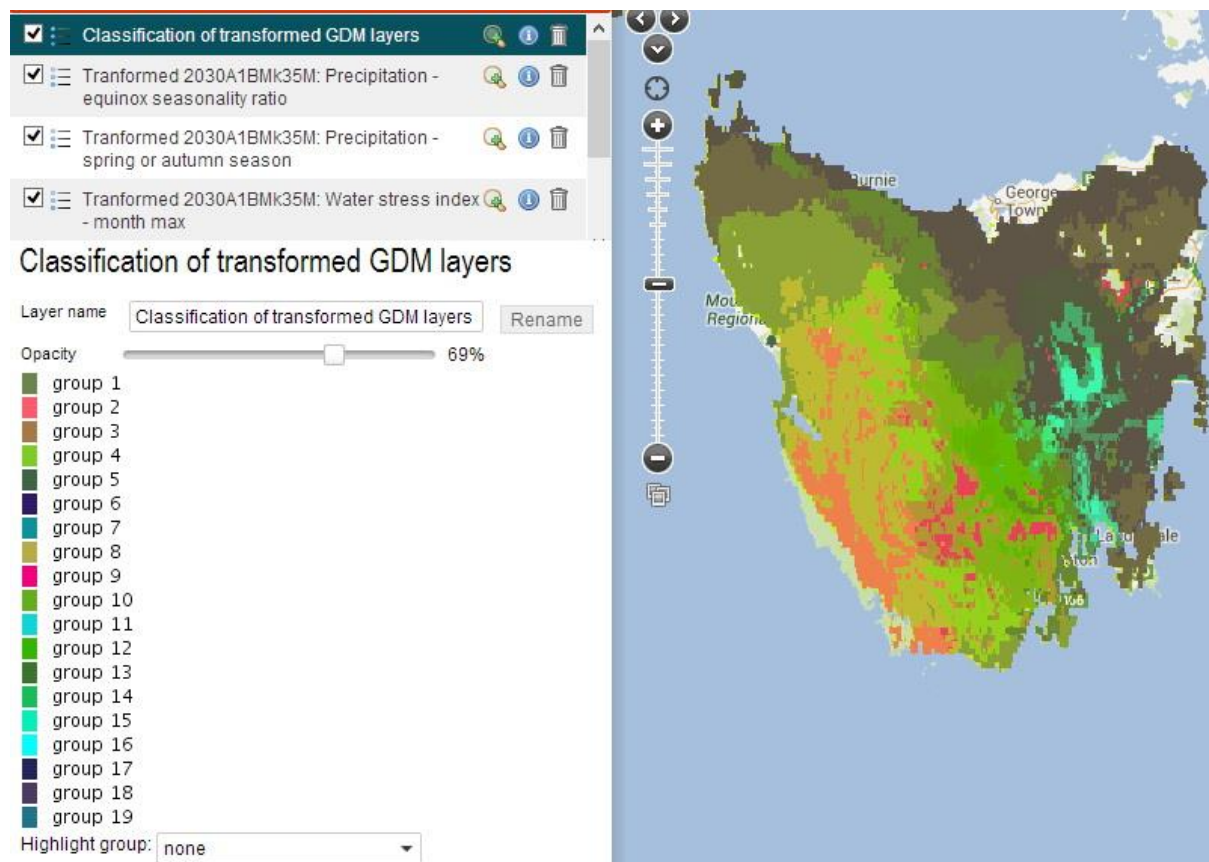 Classification of transformed GDM layers
Tranformed 2030A1BMk35M: Precipitation -
equinox seasonality ratio
Tranformed 2030A1BMk35M: Precipitation -
spring or autumn season
Tranformed 2030A1BMk35M: Water stress index
- month max
Classification of transformed GDM layers
Layer name
Classification of transformed GDM layers
Rename
Opacity
69%
group 1
group 2
group 3
group 4
group 5
group 6
group 7
group 8
group 9
group 10
group 11
group 12
group 13
group 14
group 15
group 16
group 17
group 18
group 19
Highlight group:
none
George
Town